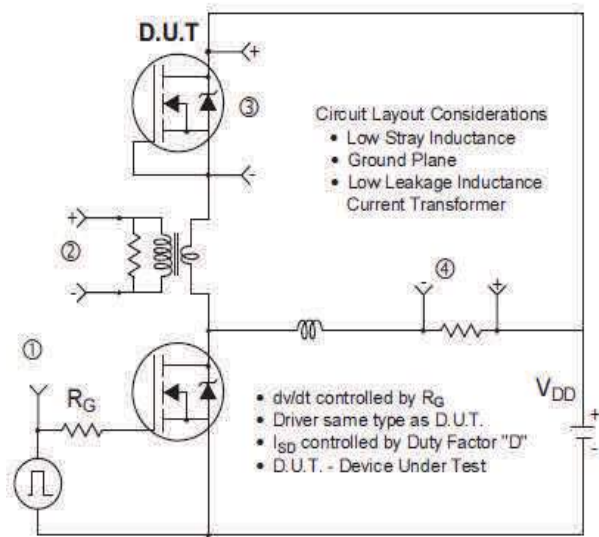 D.U.T
+
③
-
Circuit Layout Considerations
• Low Stray Inductance
• Ground Plane
• Low Leakage Inductance
Current Transformer
+
②
-
④
- +
①
RG
• dv/dt controlled by RG
• Driver same type as D.U.T.
• ISD controlled by Duty Factor "D"
• D.U.T. - Device Under Test
VDD
+
-